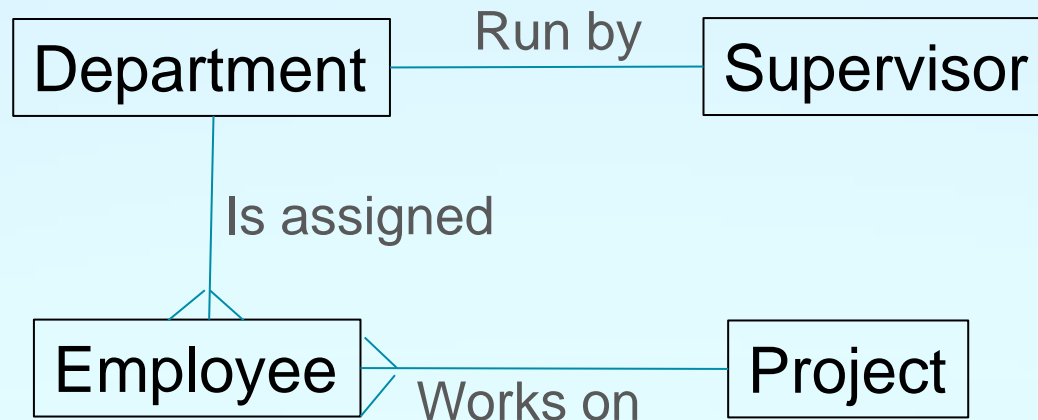 Department
Run by
Supervisor
Is assigned
Employee
Works on
Project